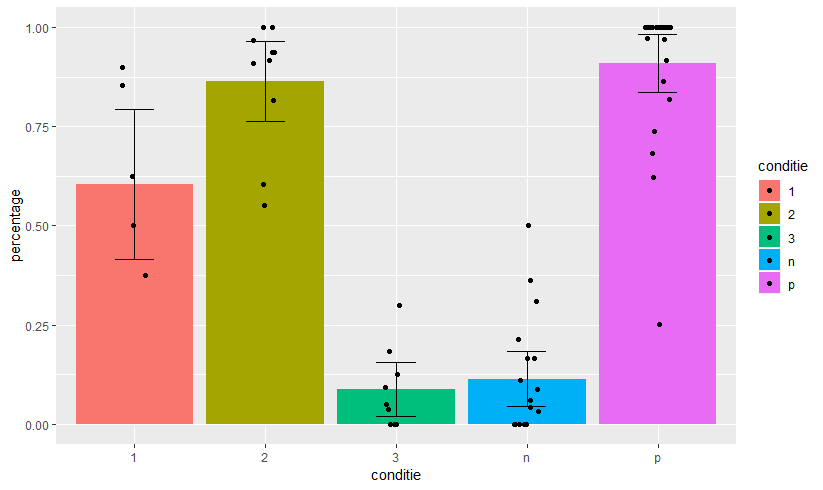 1.00
0.75
0.50
0.25
0.00
percentage
1 2 3 n p
conditie
conditie
1
2
3
n
p